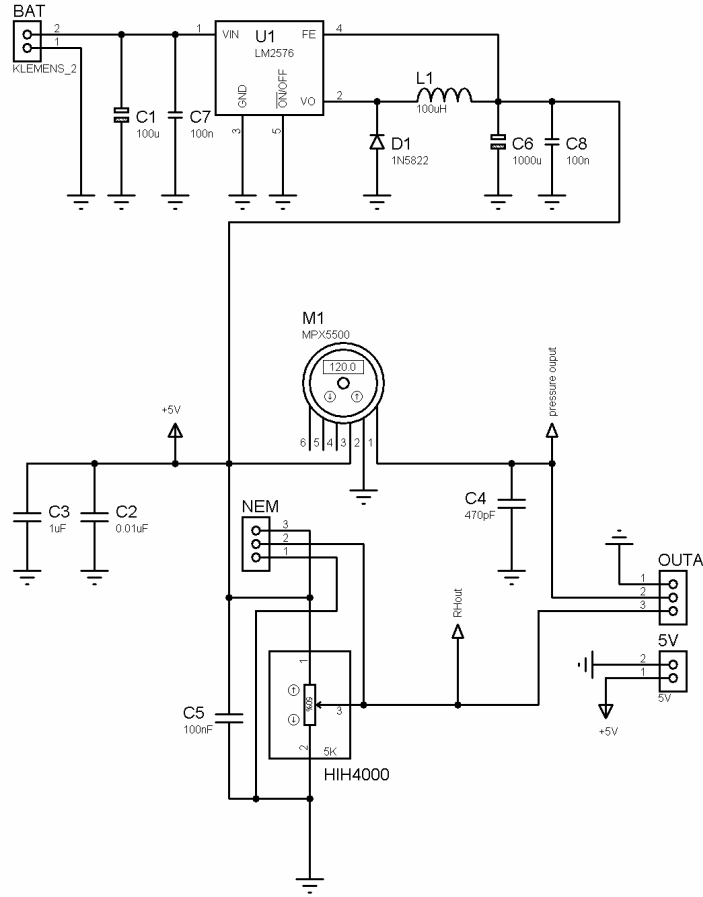 BAT
2
1
KLEMENS_2
C1
100u
C7
100n
1
VIN
U1
LM2576
FE
4
GND
ON/OFF
VO
2
3
5
L1
100uH
D1
1N5822
C6
1000u
C8
100n
M1
MPX5500
120.0
6
5
4
3
2
1
+5V
pressure ouput
C3
1uF
C2
0.01uF
C4
470pF
NEM
3
2
1
RHout
OUTA
1
2
3
5V
2
1
5V
+5V
C5
100nF
1
50%
3
2
5K
HIH4000